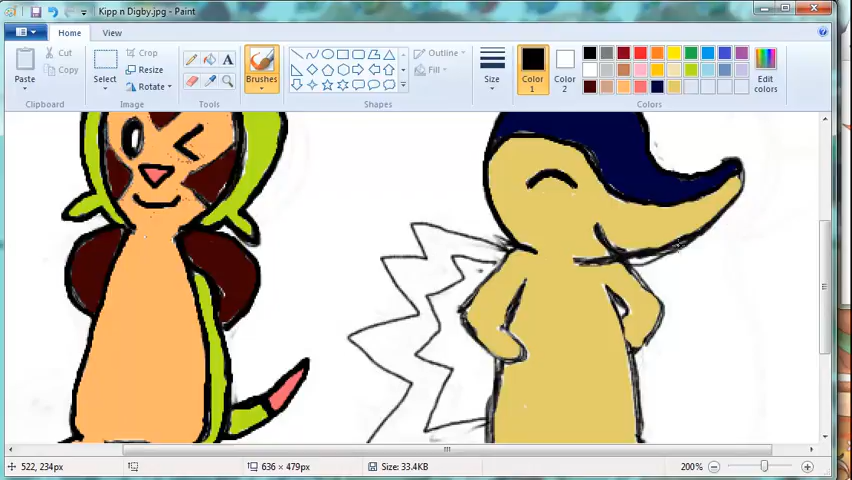 Kipp n Digby.jpg - Paint
Home View
Cut
Copy
Paste
Clipboard
Select
Crop
Resize
Rotate
Image
A
Tools
Brushes
Outline
Fill
Shapes
Size
Color 1
Color 2
Edit colors
Colors
522, 234px
636 × 479px
Size: 33.4KB
200%